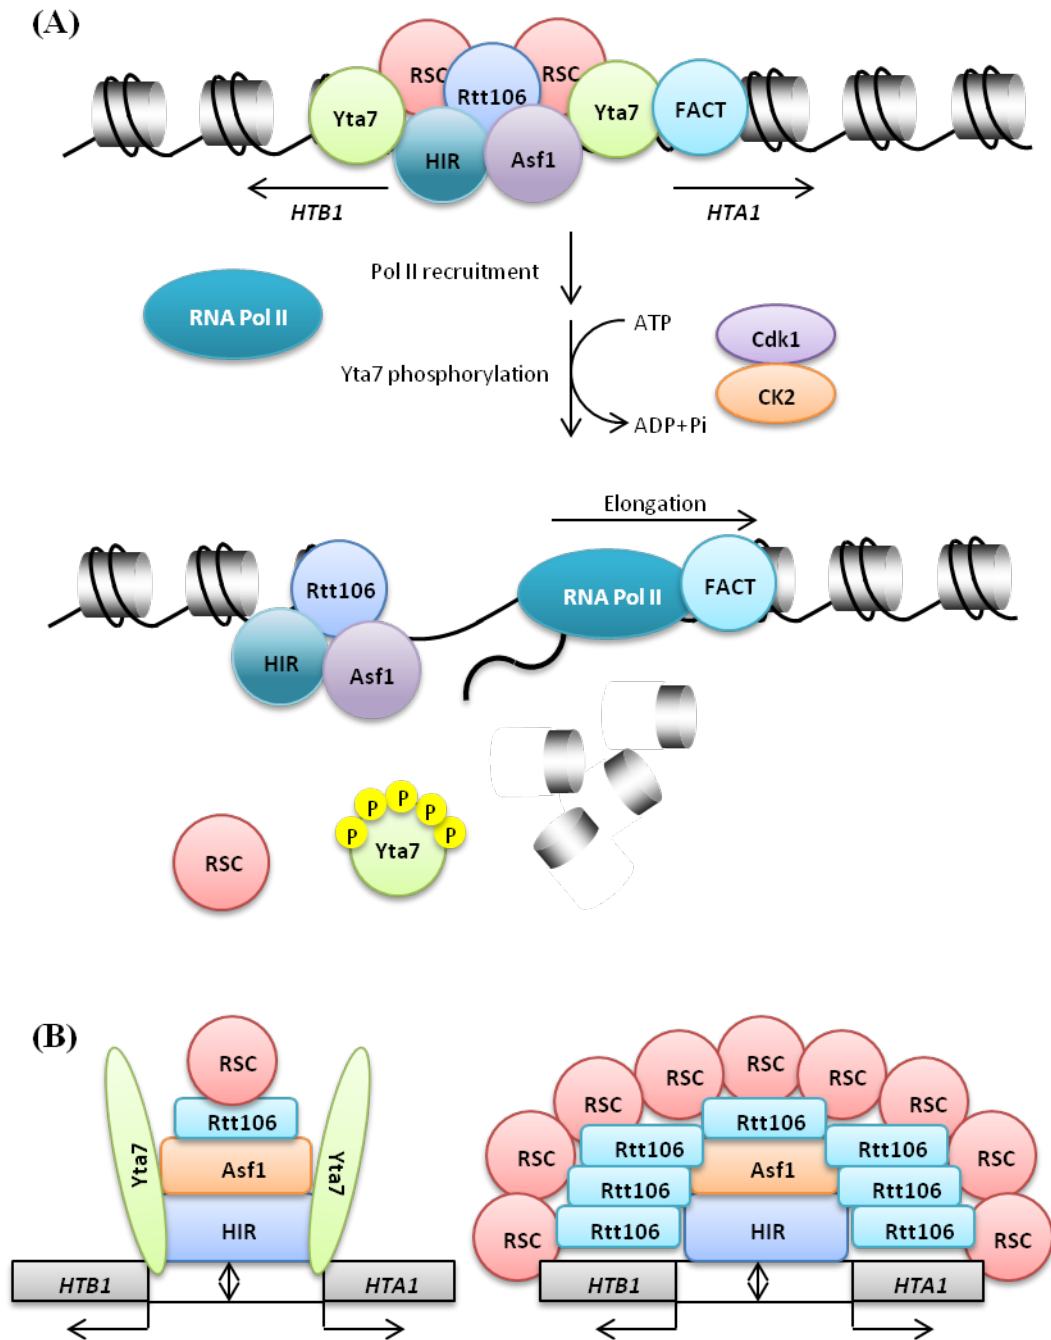 (A)
RSC
RSC
Rtt106
Yta7
Yta7
FACT
HIR
Asf1
HTB1
HTA1
Pol II recruitment
RNA Pol II
ATP
Cdk1
Yta7 phosphorylation
CK2
ADP+Pi
Elongation
Rtt106
RNA Pol II
FACT
HIR
Asf1
P
P
P
P
P
Yta7
RSC
(B)
RSC
Rtt106
Yta7
Asf1
Yta7
HIR
HTB1
HTA1
RSC
RSC
RSC
RSC
RSC
RSC
RSC
RSC
RSC
Rtt106
Rtt106
Rtt106
Asf1
Rtt106
Rtt106
Rtt106
Rtt106
HIR
HTB1
HTA1